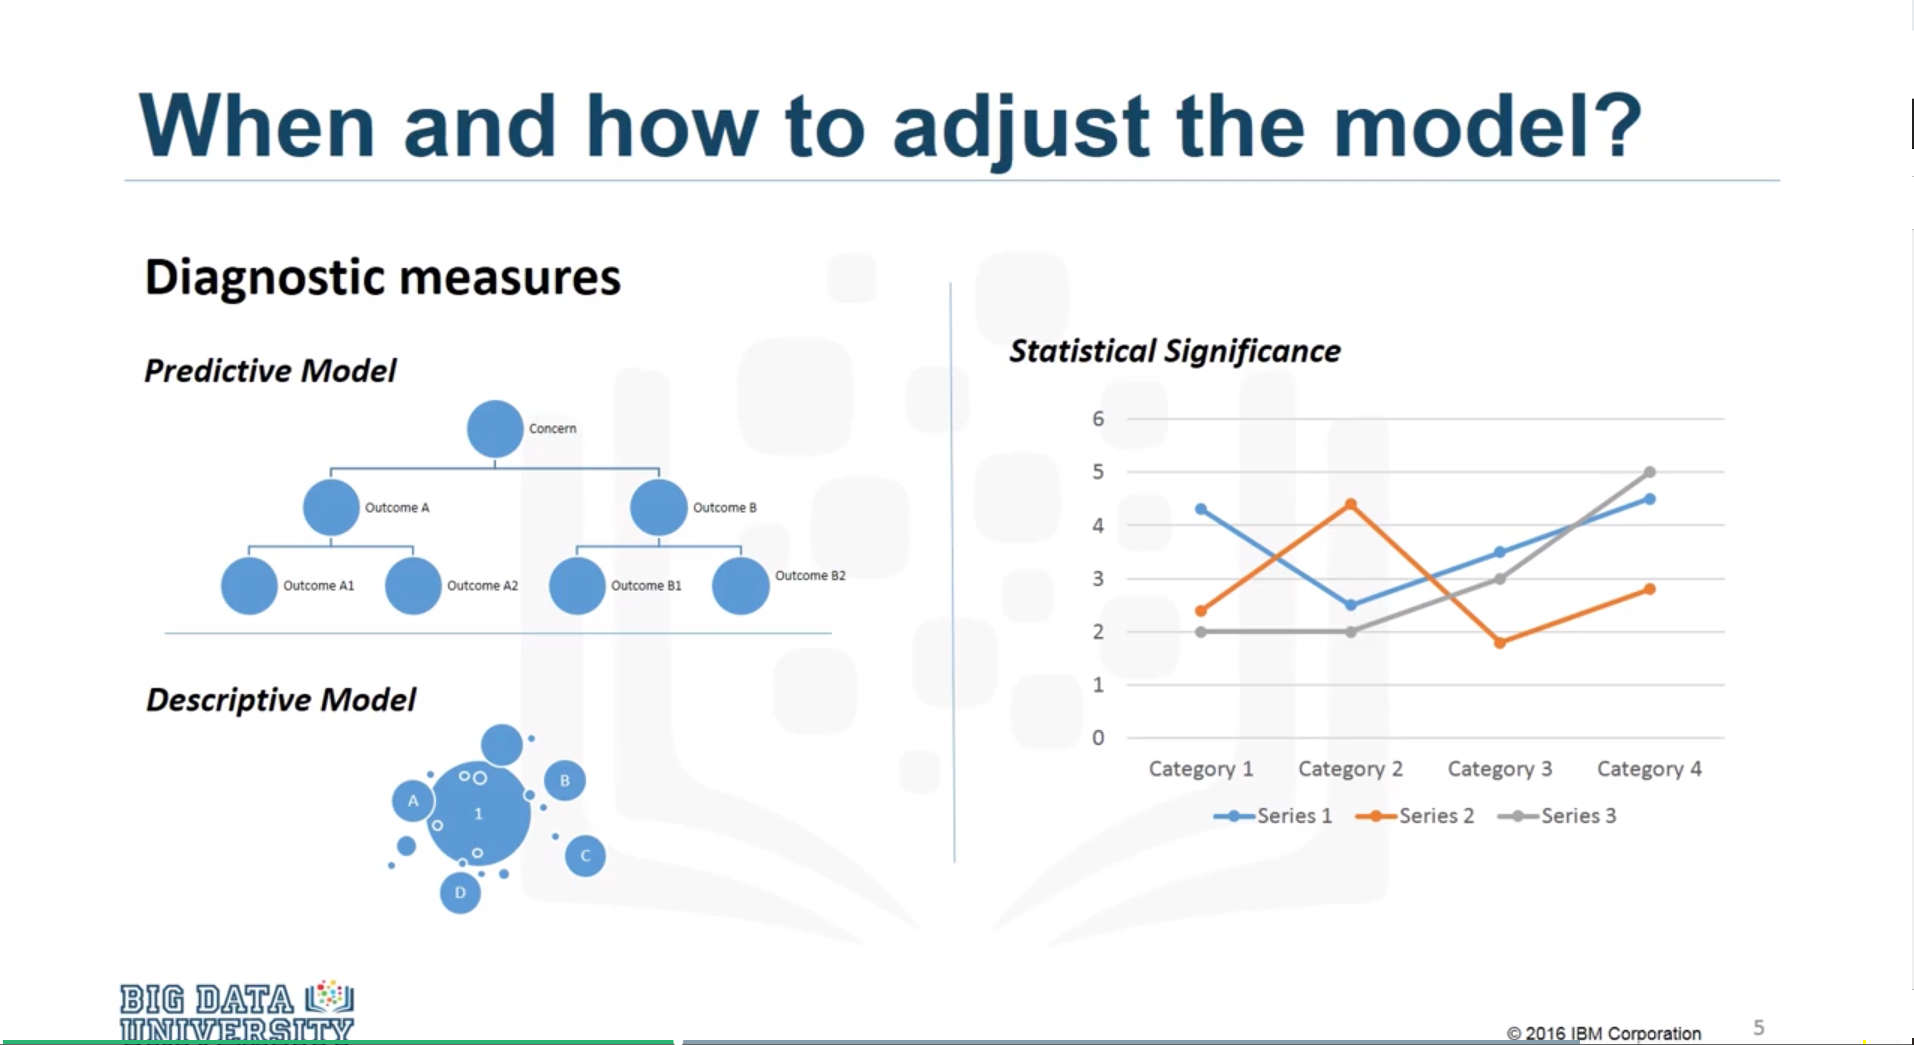 When and how to adjust the model?
Diagnostic measures
Predictive Model
Concern
Outcome A
Outcome B
Outcome A1
Outcome A2
Outcome B1
Outcome B2
Descriptive Model
A
1
B
C
D
Statistical Significance
6
5
4
3
2
1
0
Category 1 Category 2 Category 3 Category 4
Series 1 Series 2 Series 3
BIG DATA
UNIVERSITY
© 2016 IBM Corporation
5